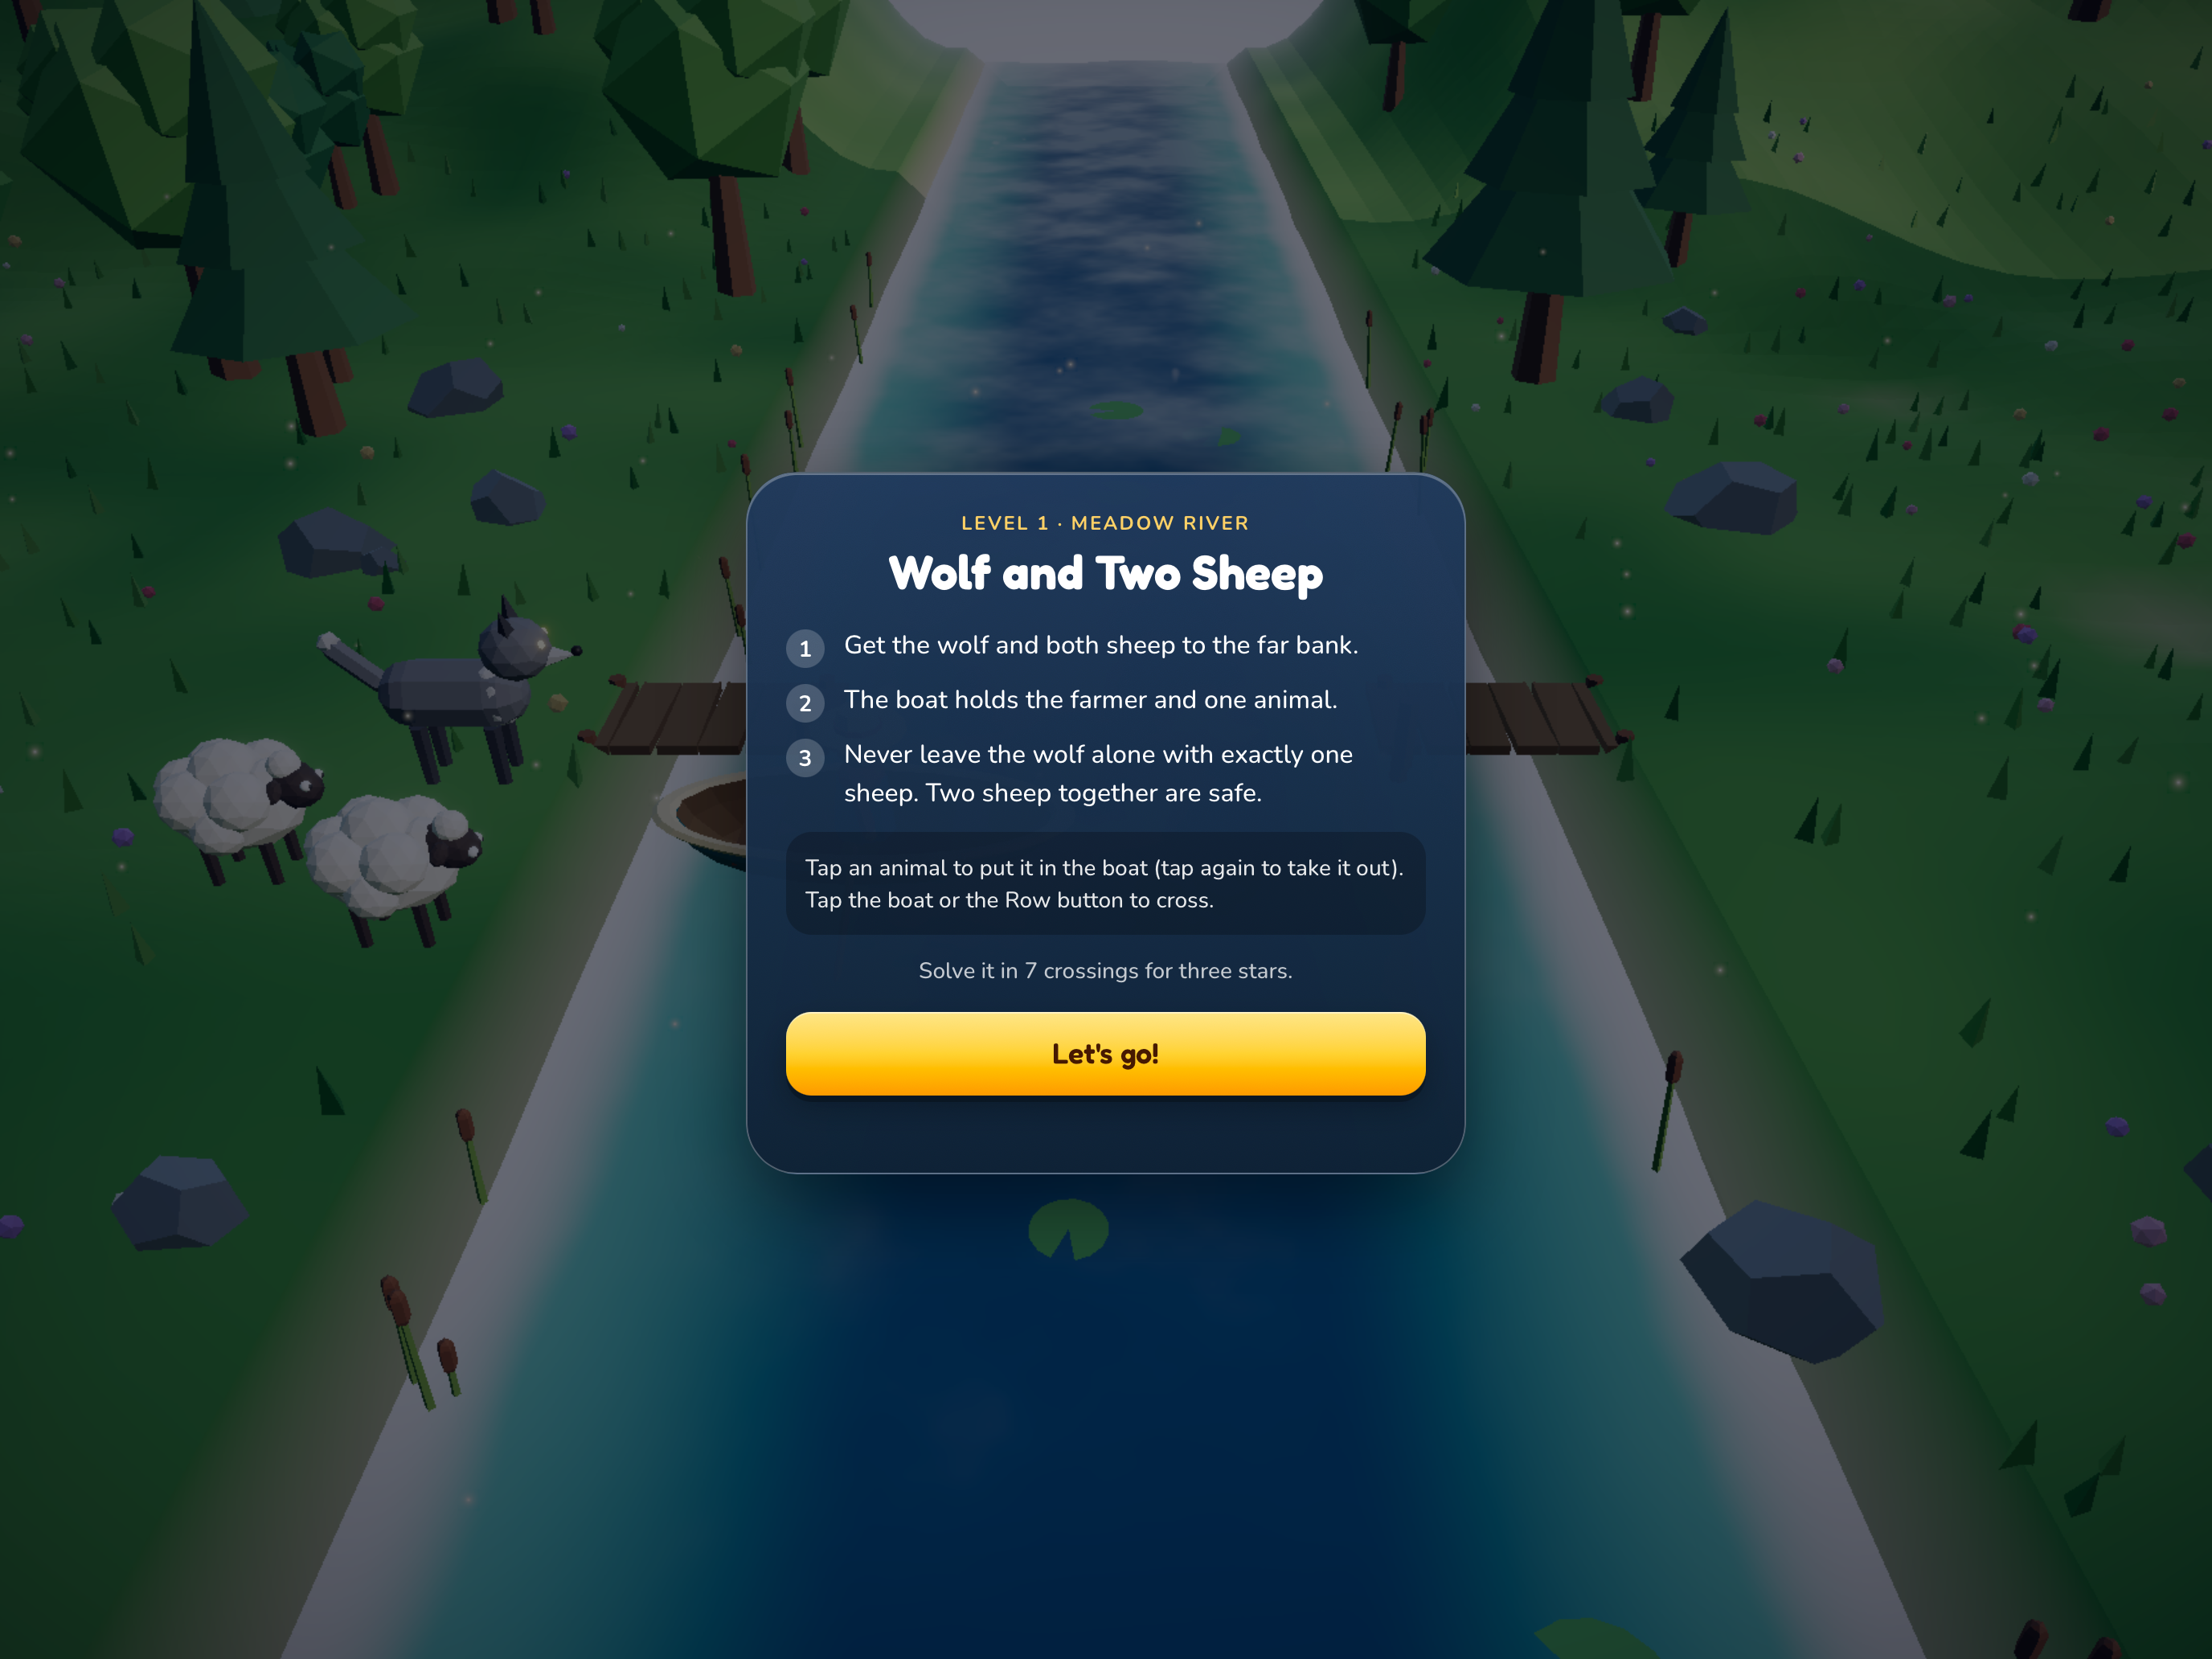 LEVEL 1 · MEADOW RIVER
Wolf and Two Sheep
1 Get the wolf and both sheep to the far bank.
2 The boat holds the farmer and one animal.
3 Never leave the wolf alone with exactly one
sheep. Two sheep together are safe.
Tap an animal to put it in the boat (tap again to take it out).
Tap the boat or the Row button to cross.
Solve it in 7 crossings for three stars.
Let's go!